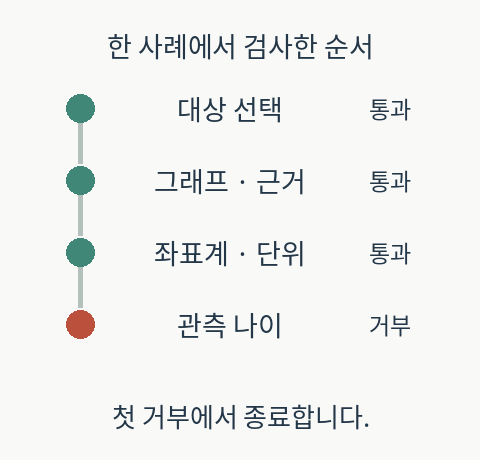 한 사례에서 검사한 순서
대상 선택 통과
그래프 · 근거 통과
좌표계 · 단위 통과
관측 나이 거부
첫 거부에서 종료합니다.